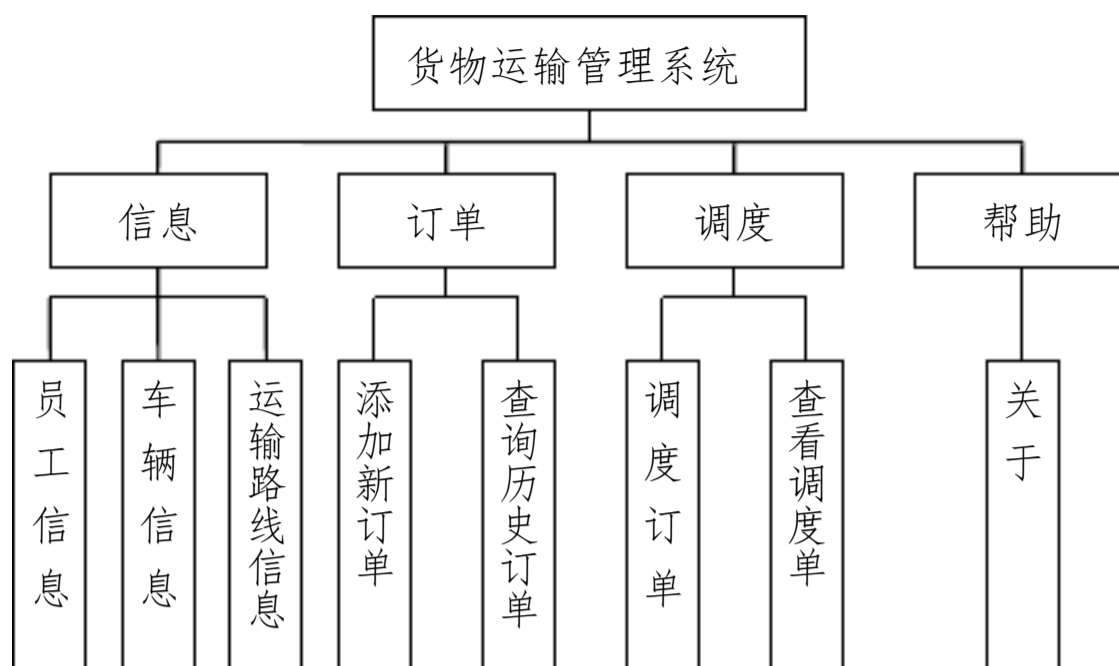 货物运输管理系统
信息
订单
调度
帮助
员工信息
车辆信息
运输路线信息
添加新订单
查询历史订单
调度订单
查看调度单
关于